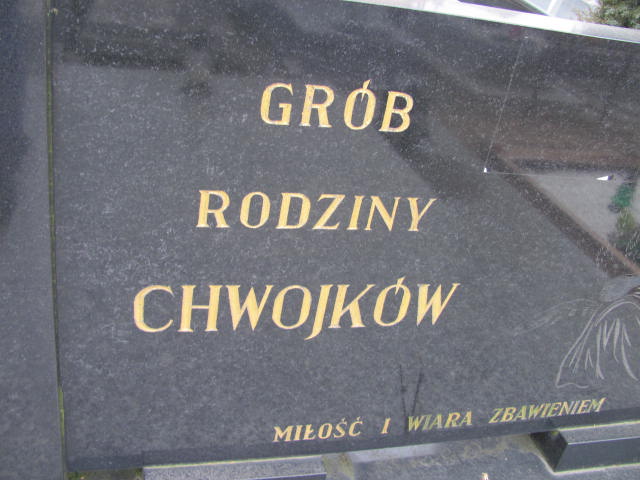 GRÓB
RODZINY
CHWOJKÓW
MIŁOŚĆ I WIARA ZBAWIENIEM